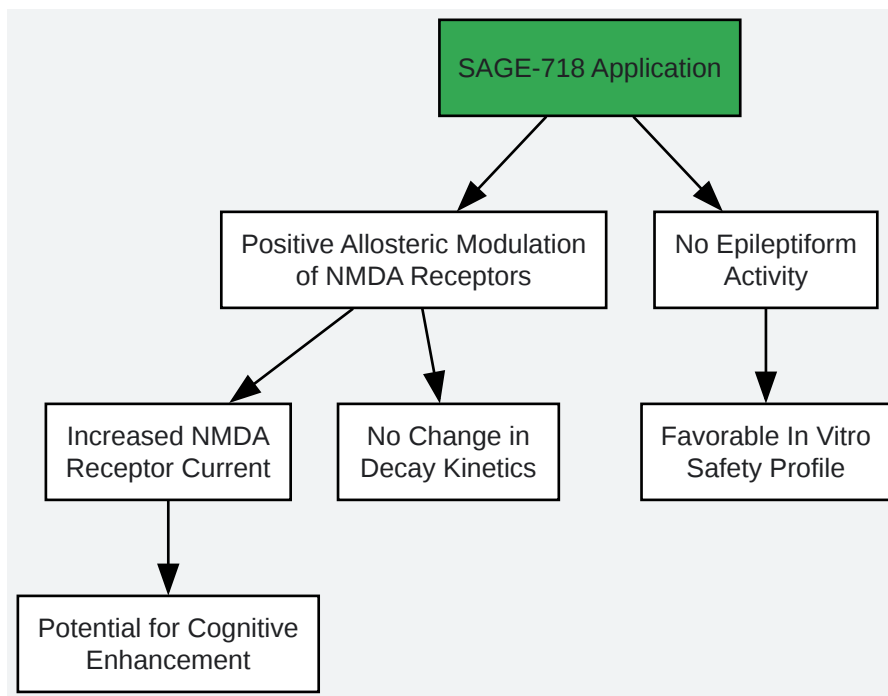 SAGE-718 Application
Positive Allosteric Modulation
of NMDA Receptors
No Epileptiform
Activity
Increased NMDA
Receptor Current
No Change in
Decay Kinetics
Favorable In Vitro
Safety Profile
Potential for Cognitive
Enhancement